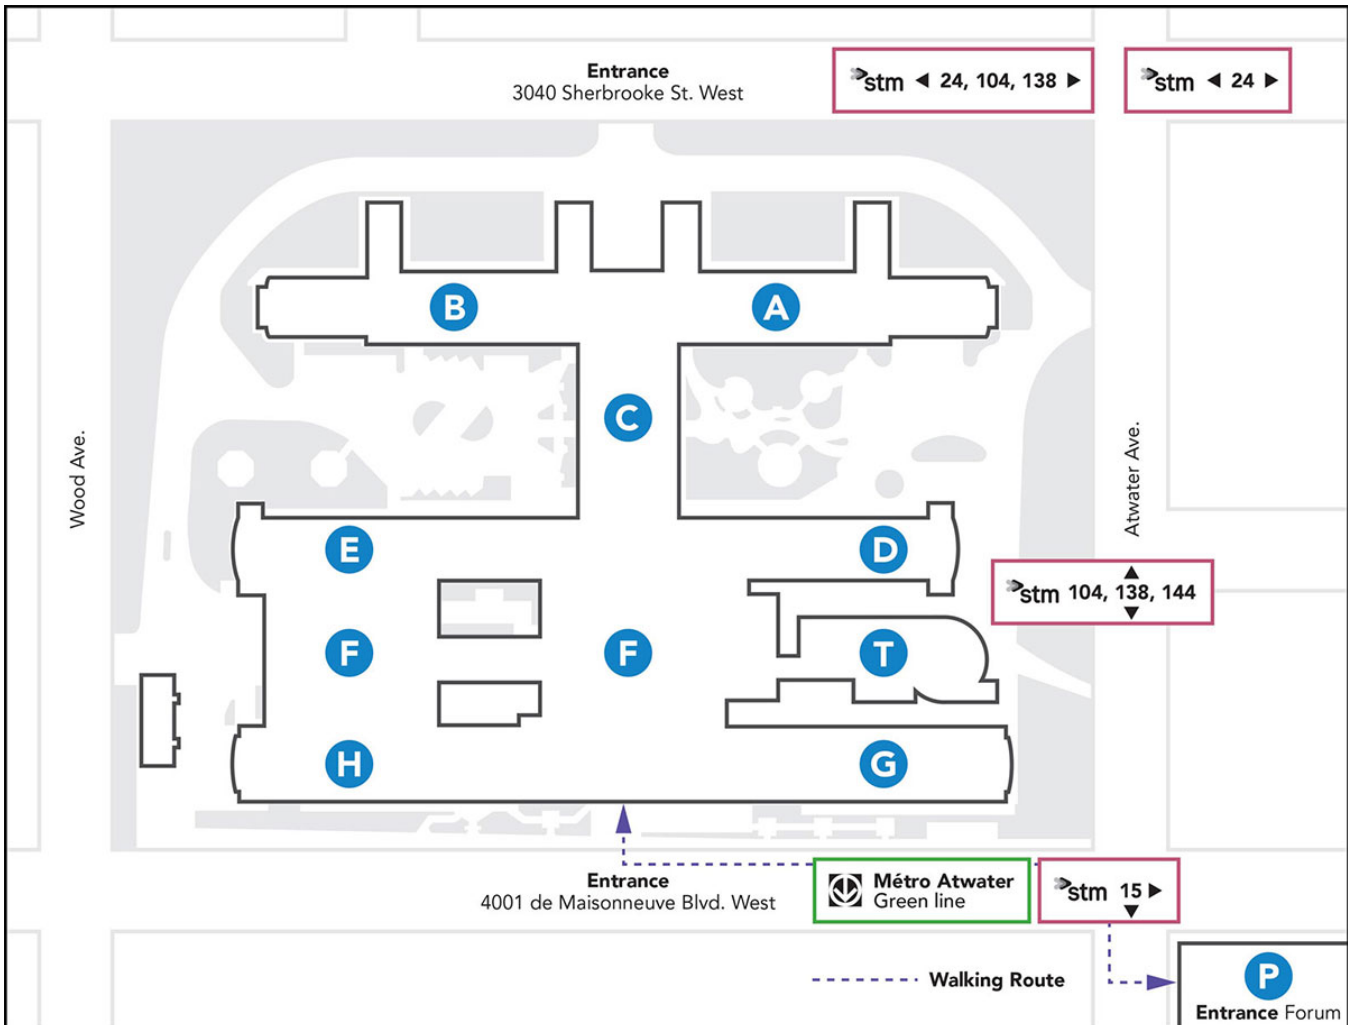 Entrance
3040 Sherbrooke St. West
stm ◄ 24, 104, 138 ►
stm ◄ 24 ►
B
A
C
Wood Ave.
Atwater Ave.
E
D
stm 104, 138, 144
F
F
T
H
G
Entrance
4001 de Maisonneuve Blvd. West
Métro Atwater
Green line
stm 15 ►
Walking Route
P
Entrance Forum